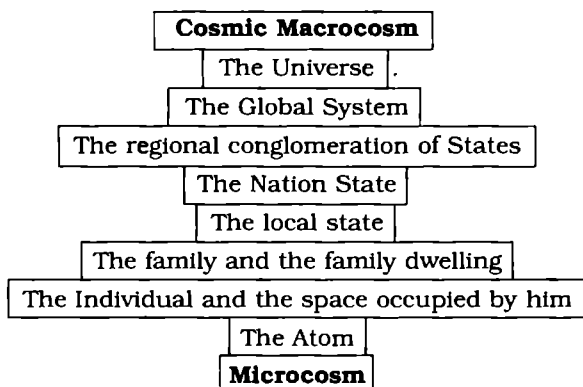 Cosmic Macrocosm
The Universe .
The Global System
The regional conglomeration of States
The Nation State
The local state
The family and the family dwelling
The Individual and the space occupied by him
The Atom
Microcosm